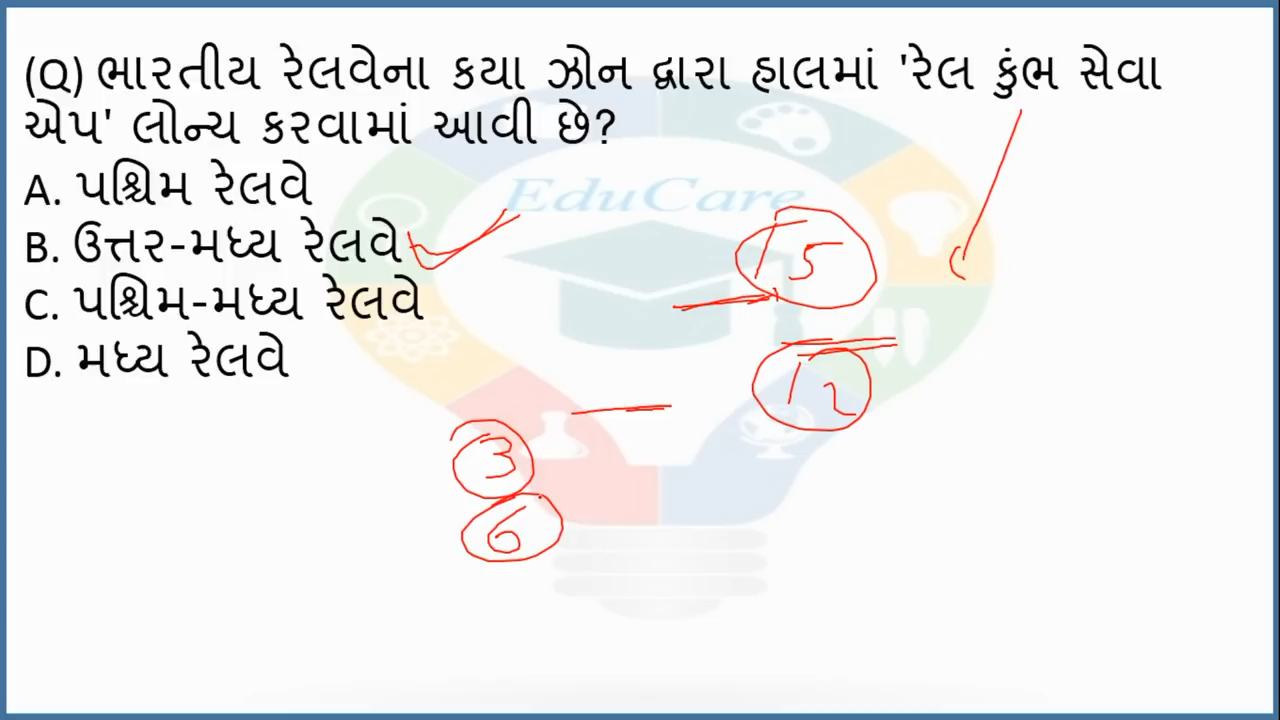 (Q) ભારતીય રેલવેના કયા ઝોન દ્વારા હાલમાં 'રેલ કુંભ સેવા
એપ' લોન્ચ કરવામાં આવી છે?
A. પશ્ચિમ રેલવે
EduCare
B. ઉત્તર-મધ્ય રેલવે
15
C. પશ્ચિમ-મધ્ય રેલવે
D. મધ્ય રેલવે
12
3
6